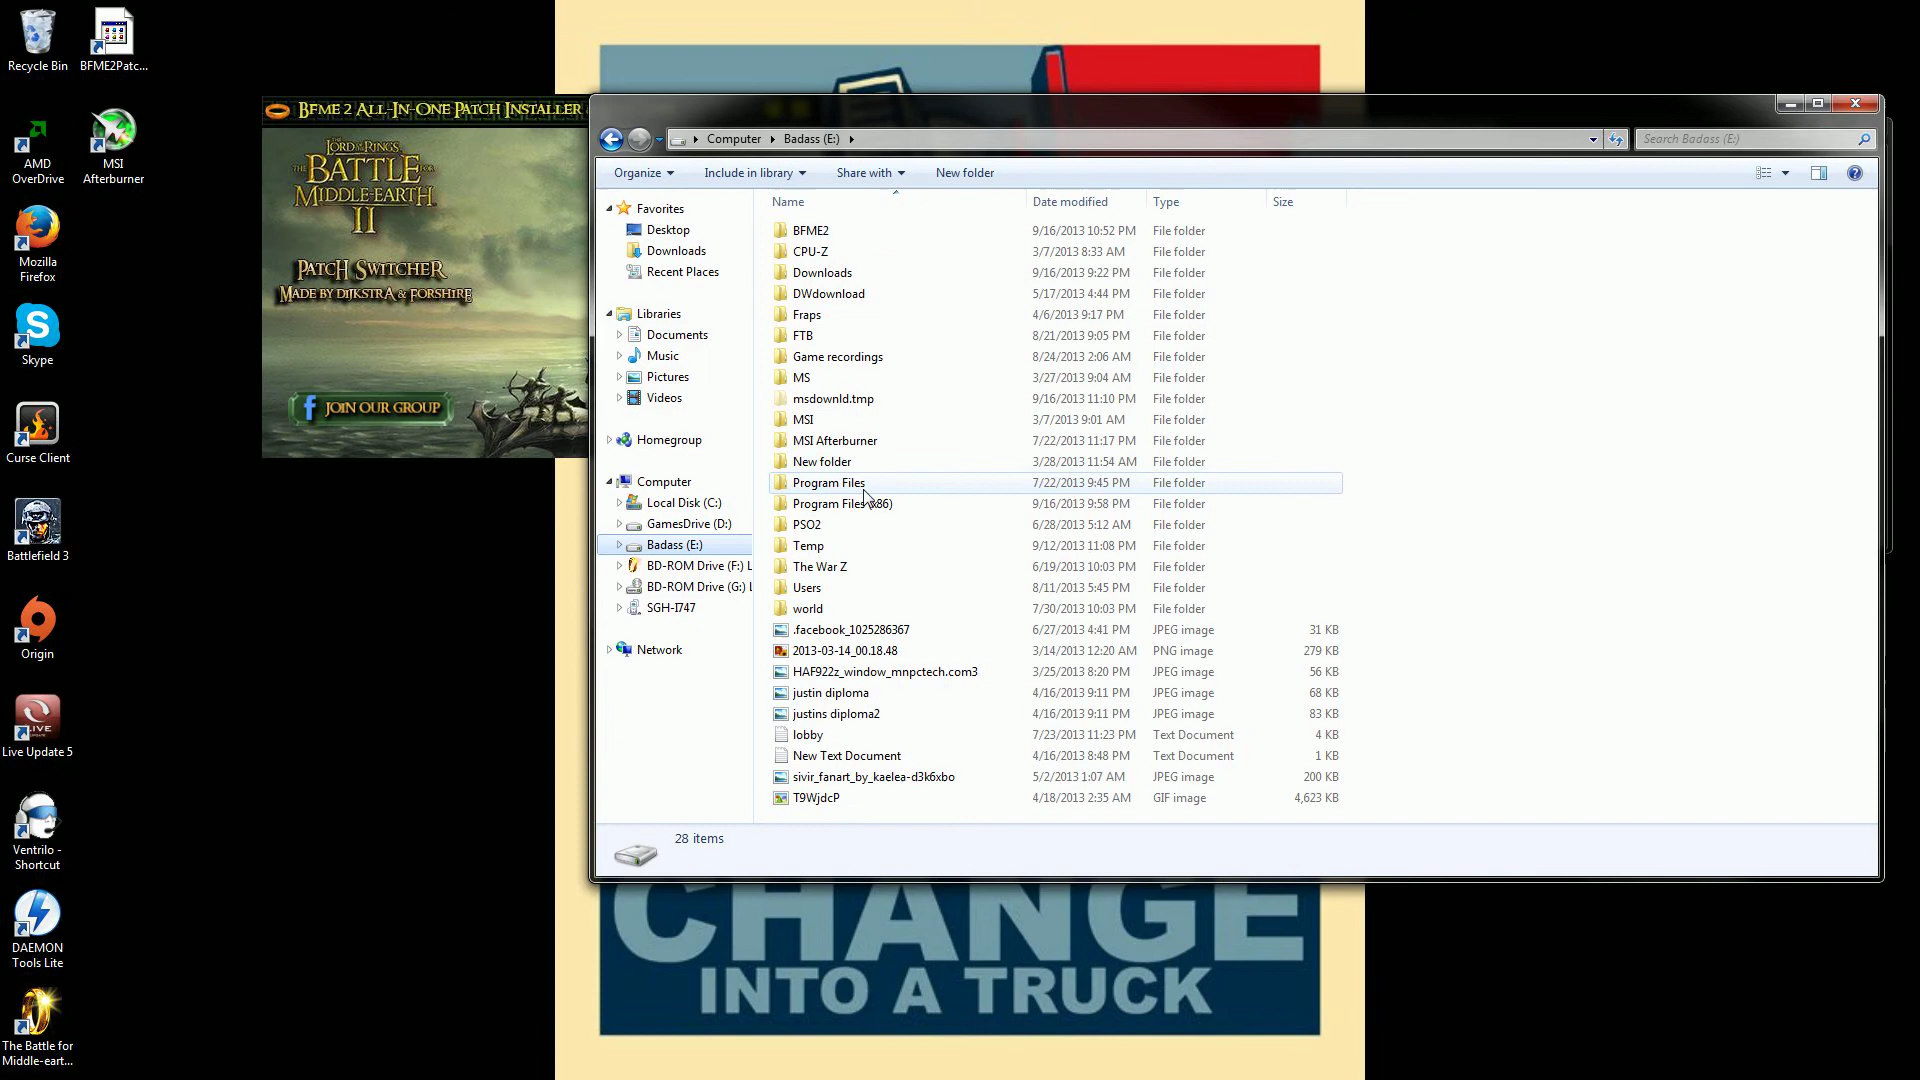 Recycle Bin
BFME2Patc...
AMD
OverDrive
MSI
Afterburner
Mozilla
Firefox
Skype
Curse Client
Battlefield 3
Origin
LIVE
Live Update 5
Ventrilo -
Shortcut
DAEMON
Tools Lite
The Battle for
Middle-eart...
BFME 2 ALL-IN-ONE PATCH INSTALLER
THE LORD OF THE RINGS
THE BATTLE FOR
MIDDLE-EARTH
II
PATCH SWITCHER
MADE BY DIJKSTRA & FORSHIRE
f JOIN OUR GROUP
Computer
Badass (E:)
Search Badass (E:)
Organize
Include in library
Share with
New folder
Favorites
Desktop
Downloads
Recent Places
Libraries
Documents
Music
Pictures
Videos
Homegroup
Computer
Local Disk (C:)
GamesDrive (D:)
Badass (E:)
BD-ROM Drive (F:) L
BD-ROM Drive (G:) L
SGH-I747
Network
Name Date modified Type Size
BFME2 9/16/2013 10:52 PM File folder
CPU-Z 3/7/2013 8:33 AM File folder
Downloads 9/16/2013 9:22 PM File folder
DWdownload 5/17/2013 4:44 PM File folder
Fraps 4/6/2013 9:17 PM File folder
FTB 8/21/2013 9:05 PM File folder
Game recordings 8/24/2013 2:06 AM File folder
MS 3/27/2013 9:04 AM File folder
msdownld.tmp 9/16/2013 11:10 PM File folder
MSI 3/7/2013 9:01 AM File folder
MSI Afterburner 7/22/2013 11:17 PM File folder
New folder 3/28/2013 11:54 AM File folder
Program Files 7/22/2013 9:45 PM File folder
Program Files (x86) 9/16/2013 9:58 PM File folder
PSO2 6/28/2013 5:12 AM File folder
Temp 9/12/2013 11:08 PM File folder
The War Z 6/19/2013 10:03 PM File folder
Users 8/11/2013 5:45 PM File folder
world 7/30/2013 10:03 PM File folder
.facebook_1025286367 6/27/2013 4:41 PM JPEG image 31 KB
2013-03-14_00.18.48 3/14/2013 12:20 AM PNG image 279 KB
HAF922z_window_mnpctech.com3 3/25/2013 8:20 PM JPEG image 56 KB
justin diploma 4/16/2013 9:11 PM JPEG image 68 KB
justins diploma2 4/16/2013 9:11 PM JPEG image 83 KB
lobby 7/23/2013 11:23 PM Text Document 4 KB
New Text Document 4/16/2013 8:48 PM Text Document 1 KB
sivir_fanart_by_kaelea-d3k6xbo 5/2/2013 1:07 AM JPEG image 200 KB
T9WjdcP 4/18/2013 2:35 AM GIF image 4,623 KB
28 items
CHANGE
INTO A TRUCK